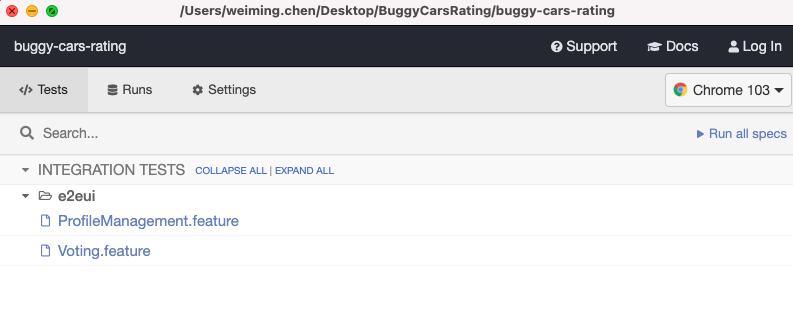 /Users/weiming.chen/Desktop/BuggyCarsRating/buggy-cars-rating
buggy-cars-rating Support Docs Log In
Tests Runs Settings Chrome 103
Search... Run all specs
INTEGRATION TESTS COLLAPSE ALL | EXPAND ALL
e2eui
ProfileManagement.feature
Voting.feature